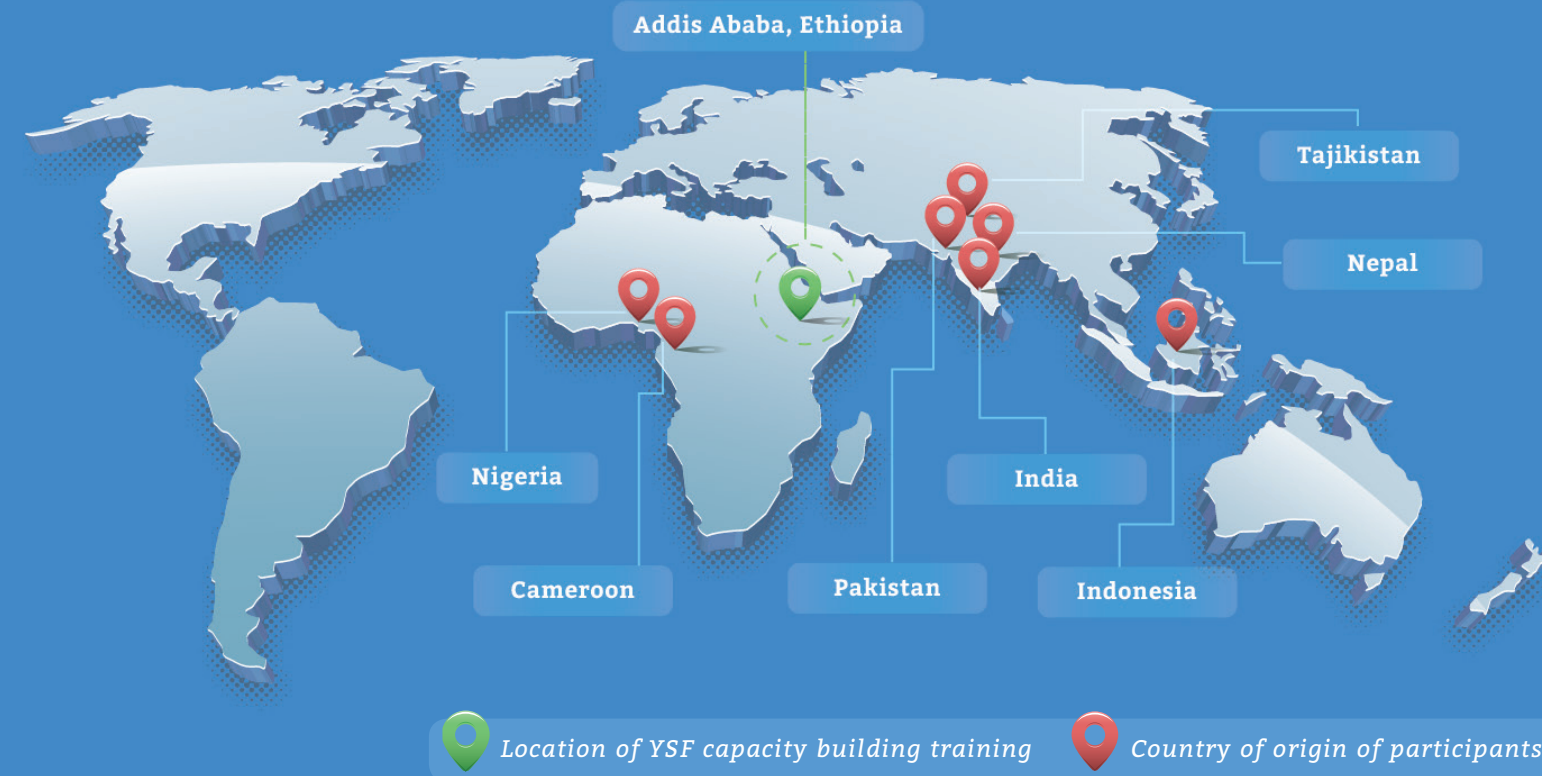 Addis Ababa, Ethiopia
Tajikistan
Nepal
Nigeria
India
Cameroon
Pakistan
Indonesia
Location of YSF capacity building training
Country of origin of participants